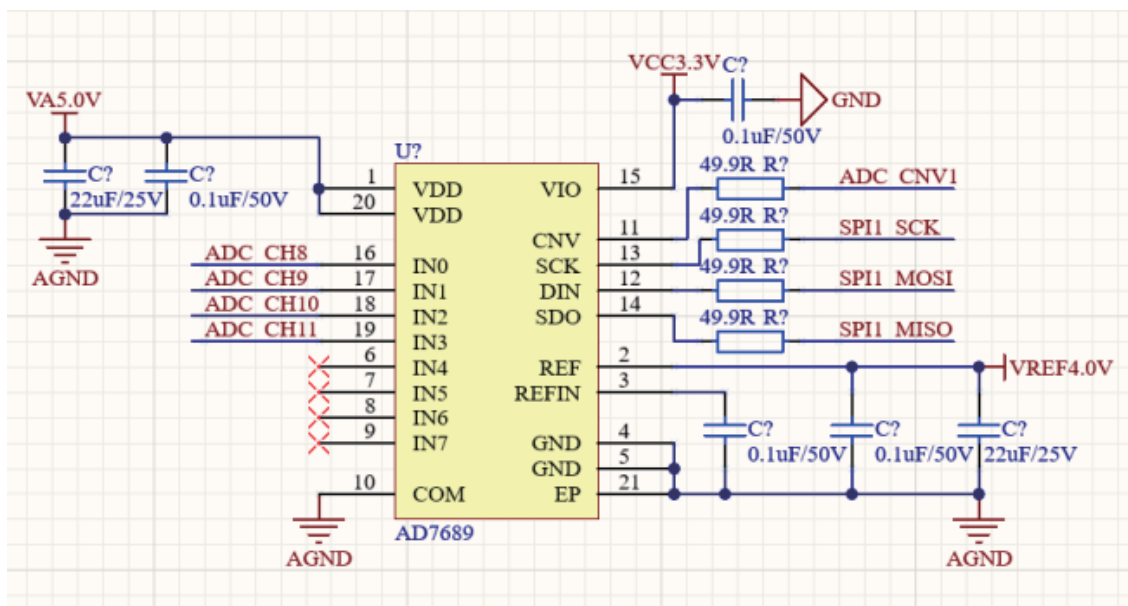 VCC3.3V C?
GND
0.1uF/50V
VA5.0V
C? C?
22uF/25V 0.1uF/50V
AGND
U?
1 VDD VIO 15
20 VDD
CNV 11
16 IN0 SCK 13
17 IN1 DIN 12
18 IN2 SDO 14
19 IN3
6 IN4 REF 2
7 IN5 REFIN 3
8 IN6
9 IN7 GND 4
GND 5
10 COM EP 21
AD7689
ADC CH8
ADC CH9
ADC CH10
ADC CH11
AGND
49.9R R? ADC CNV1
49.9R R? SPI1 SCK
49.9R R? SPI1 MOSI
49.9R R? SPI1 MISO
VREF4.0V
C? C? C?
0.1uF/50V 0.1uF/50V 22uF/25V
AGND